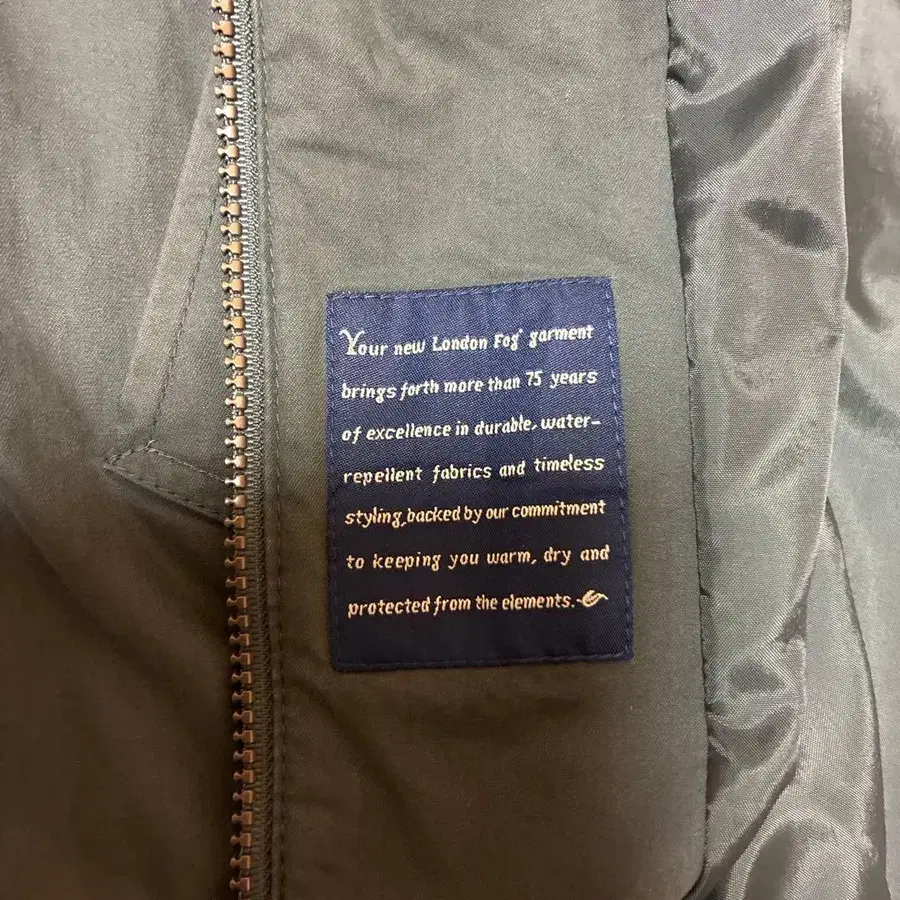 Your new London Fog® garment
brings forth more than 75 years
of excellence in durable, water-
repellent fabrics and timeless
styling, backed by our commitment
to keeping you warm, dry and
protected from the elements.